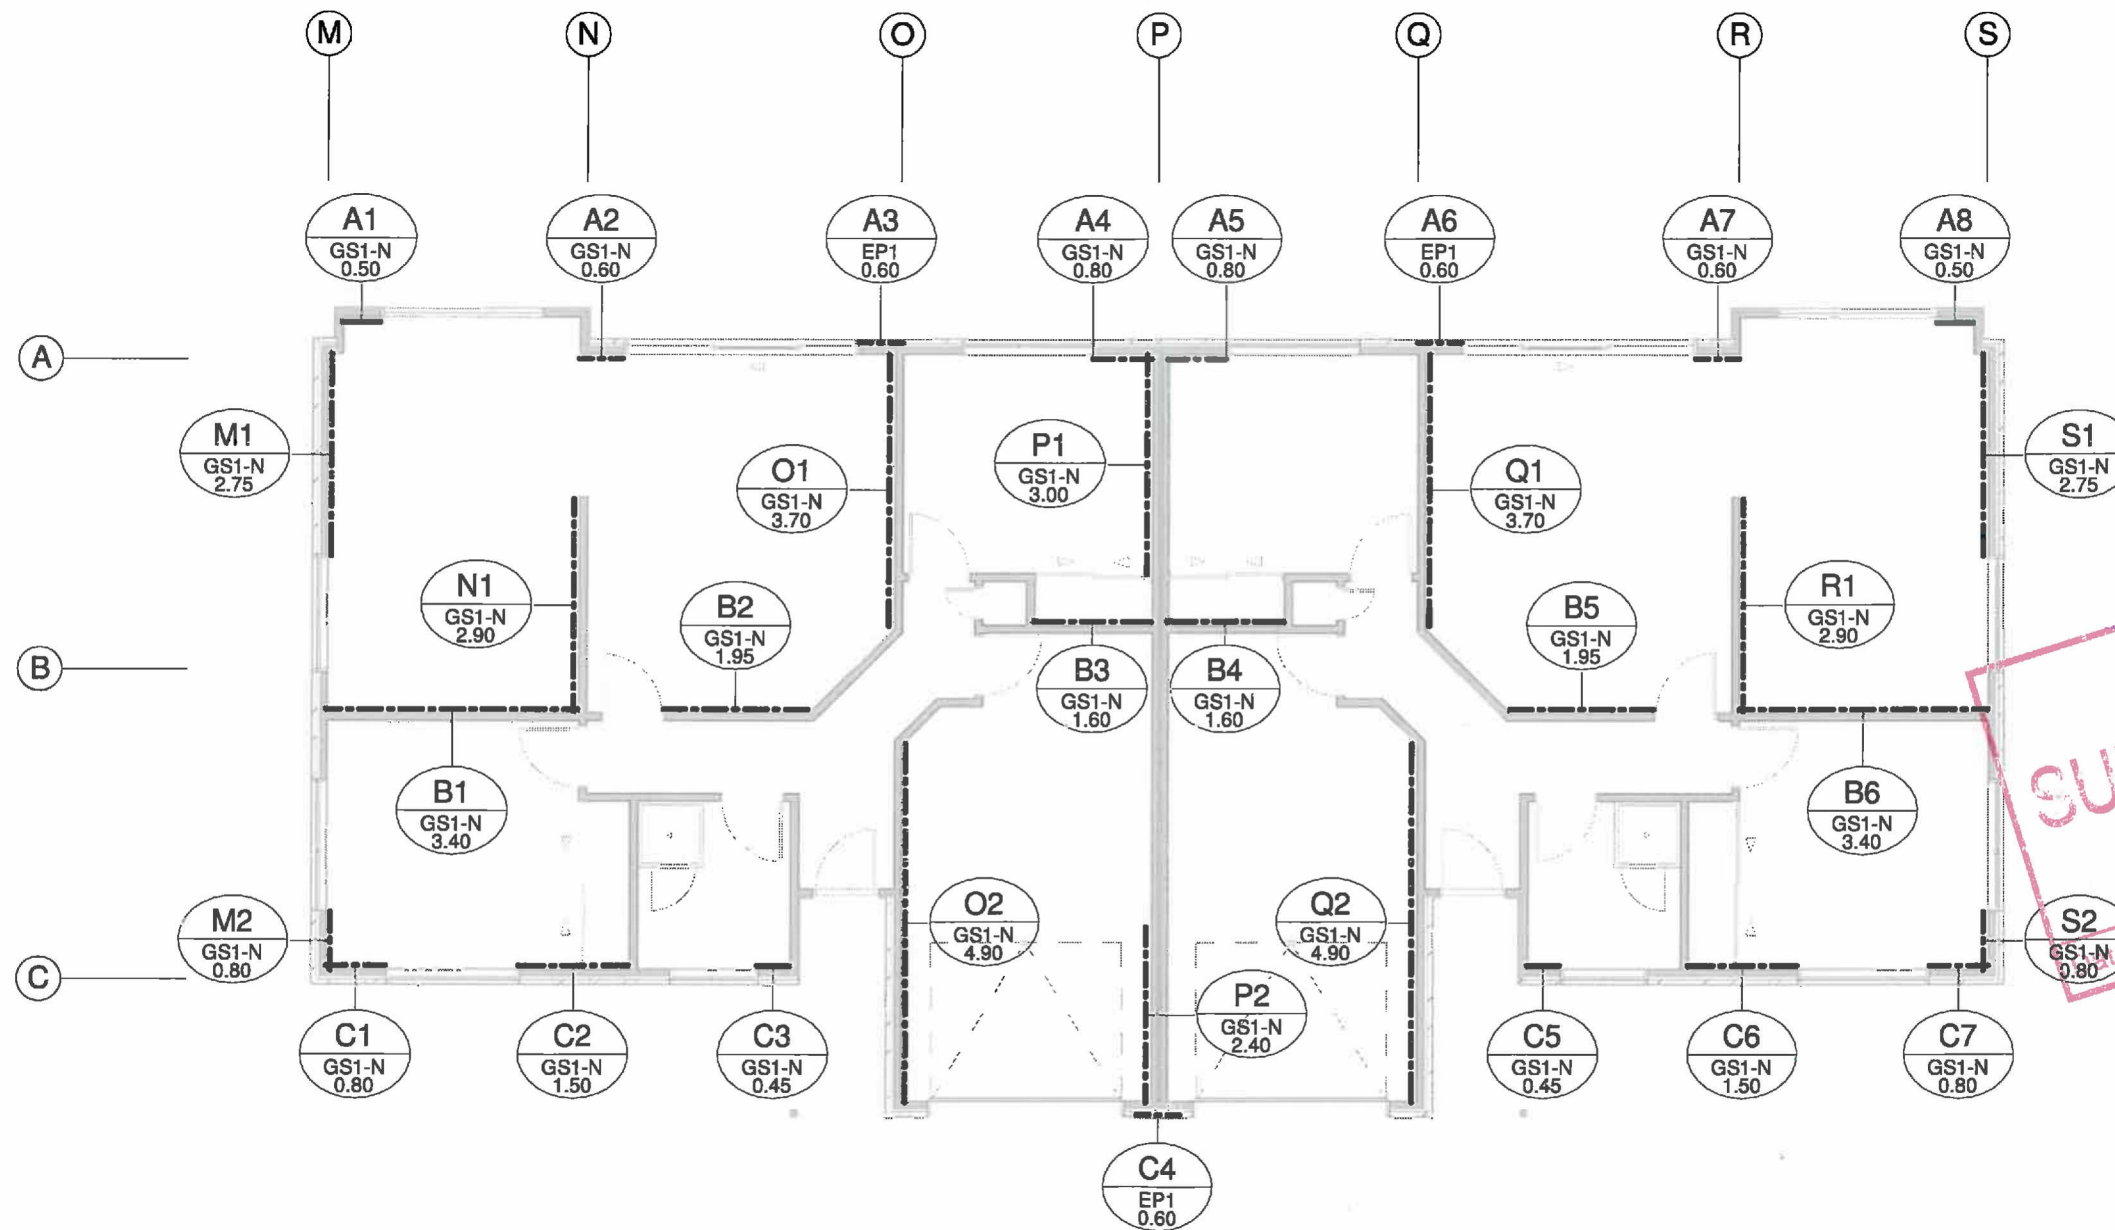 M
N
O
P
Q
R
S
A1
GS1-N
0.50
A2
GS1-N
0.60
A3
EP1
0.60
A4
GS1-N
0.80
A5
GS1-N
0.80
A6
EP1
0.60
A7
GS1-N
0.60
A8
GS1-N
0.50
A
M1
GS1-N
2.75
O1
GS1-N
3.70
P1
GS1-N
3.00
Q1
GS1-N
3.70
S1
GS1-N
2.75
N1
GS1-N
2.90
B2
GS1-N
1.95
B5
GS1-N
1.95
R1
GS1-N
2.90
B
B3
GS1-N
1.60
B4
GS1-N
1.60
B1
GS1-N
3.40
B6
GS1-N
3.40
SU
M2
GS1-N
0.80
O2
GS1-N
4.90
Q2
GS1-N
4.90
S2
GS1-N
0.80
C
P2
GS1-N
2.40
C1
GS1-N
0.80
C2
GS1-N
1.50
C3
GS1-N
0.45
C5
GS1-N
0.45
C6
GS1-N
1.50
C7
GS1-N
0.80
C4
EP1
0.60